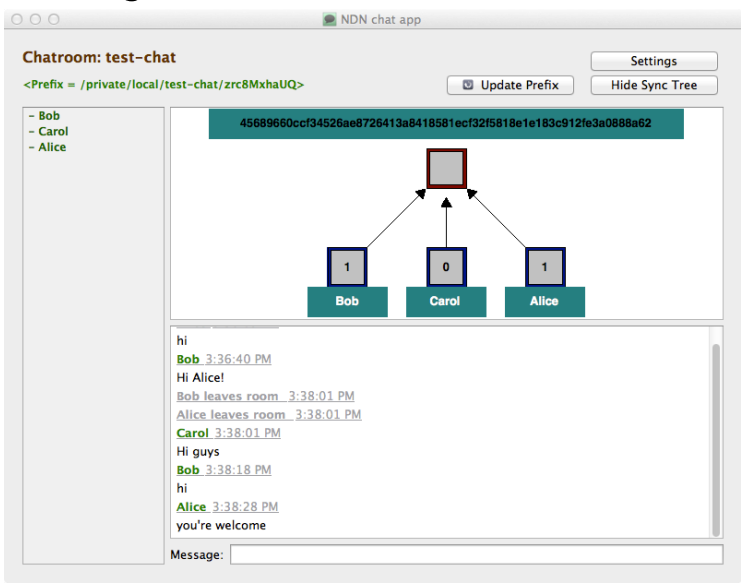 NDN chat app
Chatroom: test-chat
Settings
<Prefix = /private/local/test-chat/zrc8MxhaUQ>
Update Prefix
Hide Sync Tree
– Bob
– Carol
– Alice
45689660ccf34526ae8726413a8418581ecf32f5818e1e183c912fe3a0888a62
1
0
1
Bob
Carol
Alice
hi
Bob 3:36:40 PM
Hi Alice!
Bob leaves room 3:38:01 PM
Alice leaves room 3:38:01 PM
Carol 3:38:01 PM
Hi guys
Bob 3:38:18 PM
hi
Alice 3:38:28 PM
you're welcome
Message: